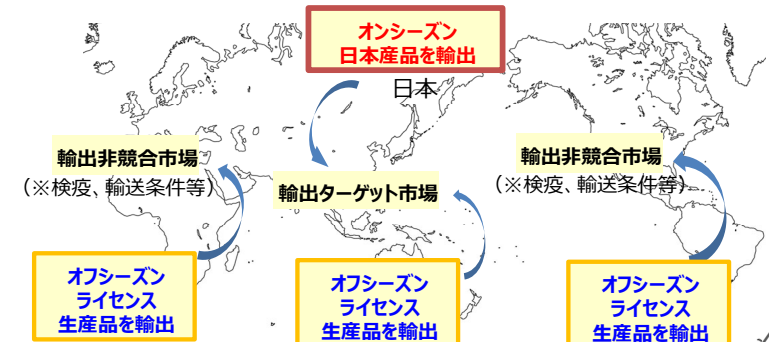 オンシーズン
日本産品を輸出
日本
輸出非競合市場
（※検疫、輸送条件等）
輸出ターゲット市場
輸出非競合市場
（※検疫、輸送条件等）
オフシーズン
ライセンス
生産品を輸出
オフシーズン
ライセンス
生産品を輸出
オフシーズン
ライセンス
生産品を輸出